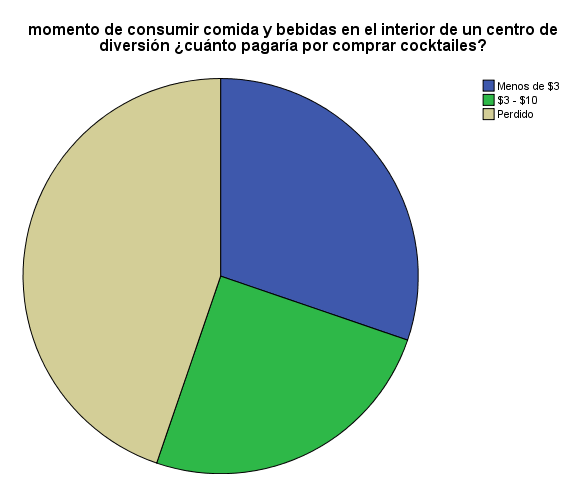 momento de consumir comida y bebidas en el interior de un centro de
diversión ¿cuánto pagaría por comprar cocktailes?
Menos de $3
$3 - $10
Perdido